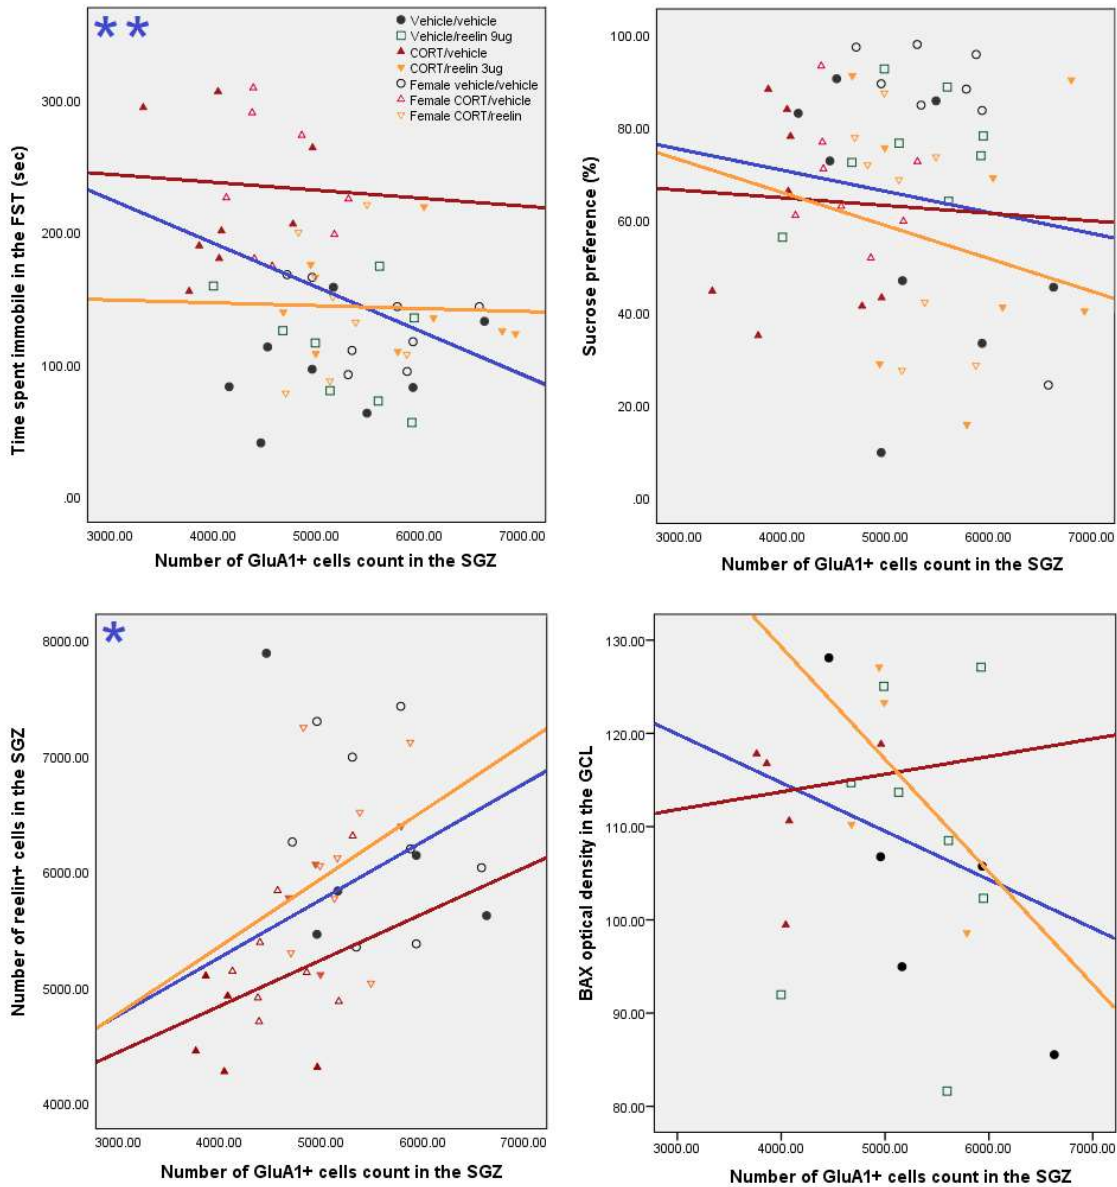 **
Vehicle/vehicle
Vehicle/reelin 9ug
CORT/vehicle
CORT/reelin 3ug
Female vehicle/vehicle
Female CORT/vehicle
Female CORT/reelin
Time spent immobile in the FST (sec)
300.00
200.00
100.00
.00
3000.00 4000.00 5000.00 6000.00 7000.00
Number of GluA1+ cells count in the SGZ
Sucrose preference (%)
100.00
80.00
60.00
40.00
20.00
.00
3000.00 4000.00 5000.00 6000.00 7000.00
Number of GluA1+ cells count in the SGZ
*
Number of reelin+ cells in the SGZ
8000.00
7000.00
6000.00
5000.00
4000.00
3000.00 4000.00 5000.00 6000.00 7000.00
Number of GluA1+ cells count in the SGZ
BAX optical density in the GCL
130.00
120.00
110.00
100.00
90.00
80.00
3000.00 4000.00 5000.00 6000.00 7000.00
Number of GluA1+ cells count in the SGZ